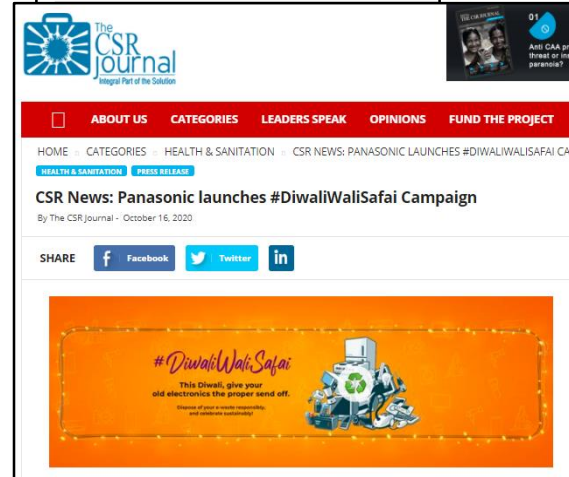 The
CSR
Journal
Integral Part of the Solution
01
Anti CAA pr
threat or in
paranoia?
ABOUT US CATEGORIES LEADERS SPEAK OPINIONS FUND THE PROJECT
HOME CATEGORIES HEALTH & SANITATION CSR NEWS: PANASONIC LAUNCHES #DIWALIWALISAFAI CA
HEALTH & SANITATION PRESS RELEASE
CSR News: Panasonic launches #DiwaliWaliSafai Campaign
By The CSR Journal - October 16, 2020
SHARE Facebook Twitter in
#DiwaliWaliSafai
This Diwali, give your
old electronics the proper send off.
Dispose of your e-waste responsibly,
and celebrate sustainably!